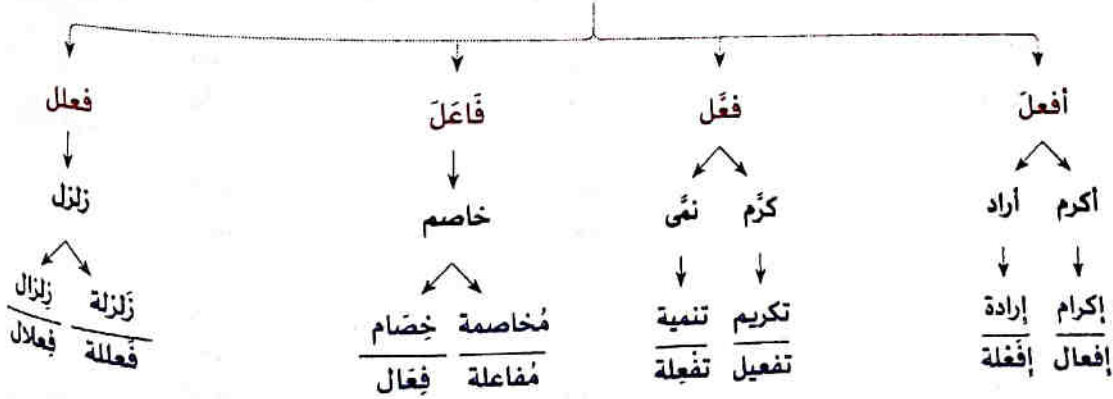 أفعلَ فعَّل فَاعَلَ فعلل
أكرم أراد كرَّم نمَّى خاصم زلزل
إكرام إرادة تكريم تنمية مُخاصمة خِصَام زَلزلة زِلزال
إفعال إفَعْلة تفعيل تفْعِلة مُفاعلة فِعَال فَعللة فِعلال